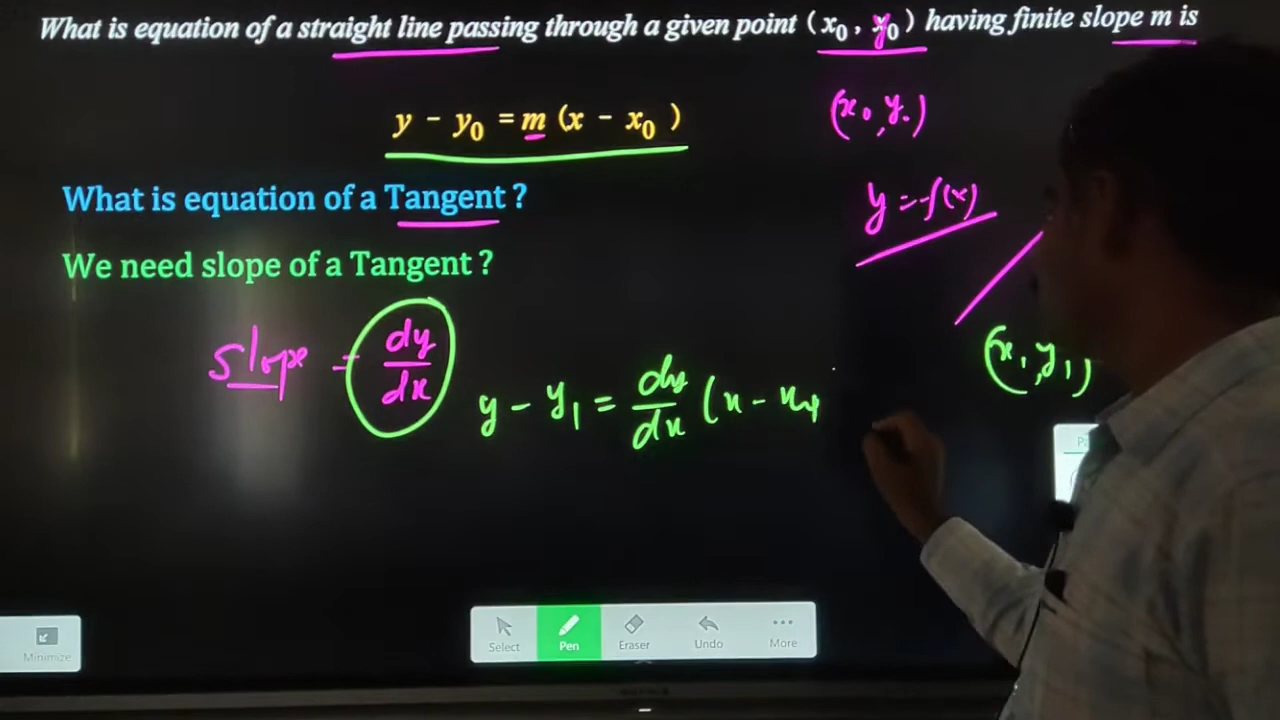 What is equation of a straight line passing through a given point (x₀, y₀) having finite slope m is
(x₀, y₀)
y - y₀ = m (x - x₀)
What is equation of a Tangent ?
y = f(x)
We need slope of a Tangent ?
slope = dy/dx
(x₁, y₁)
y - y₁ = dy/dx (x - x₁
Minimize
Select
Pen
Eraser
Undo
More